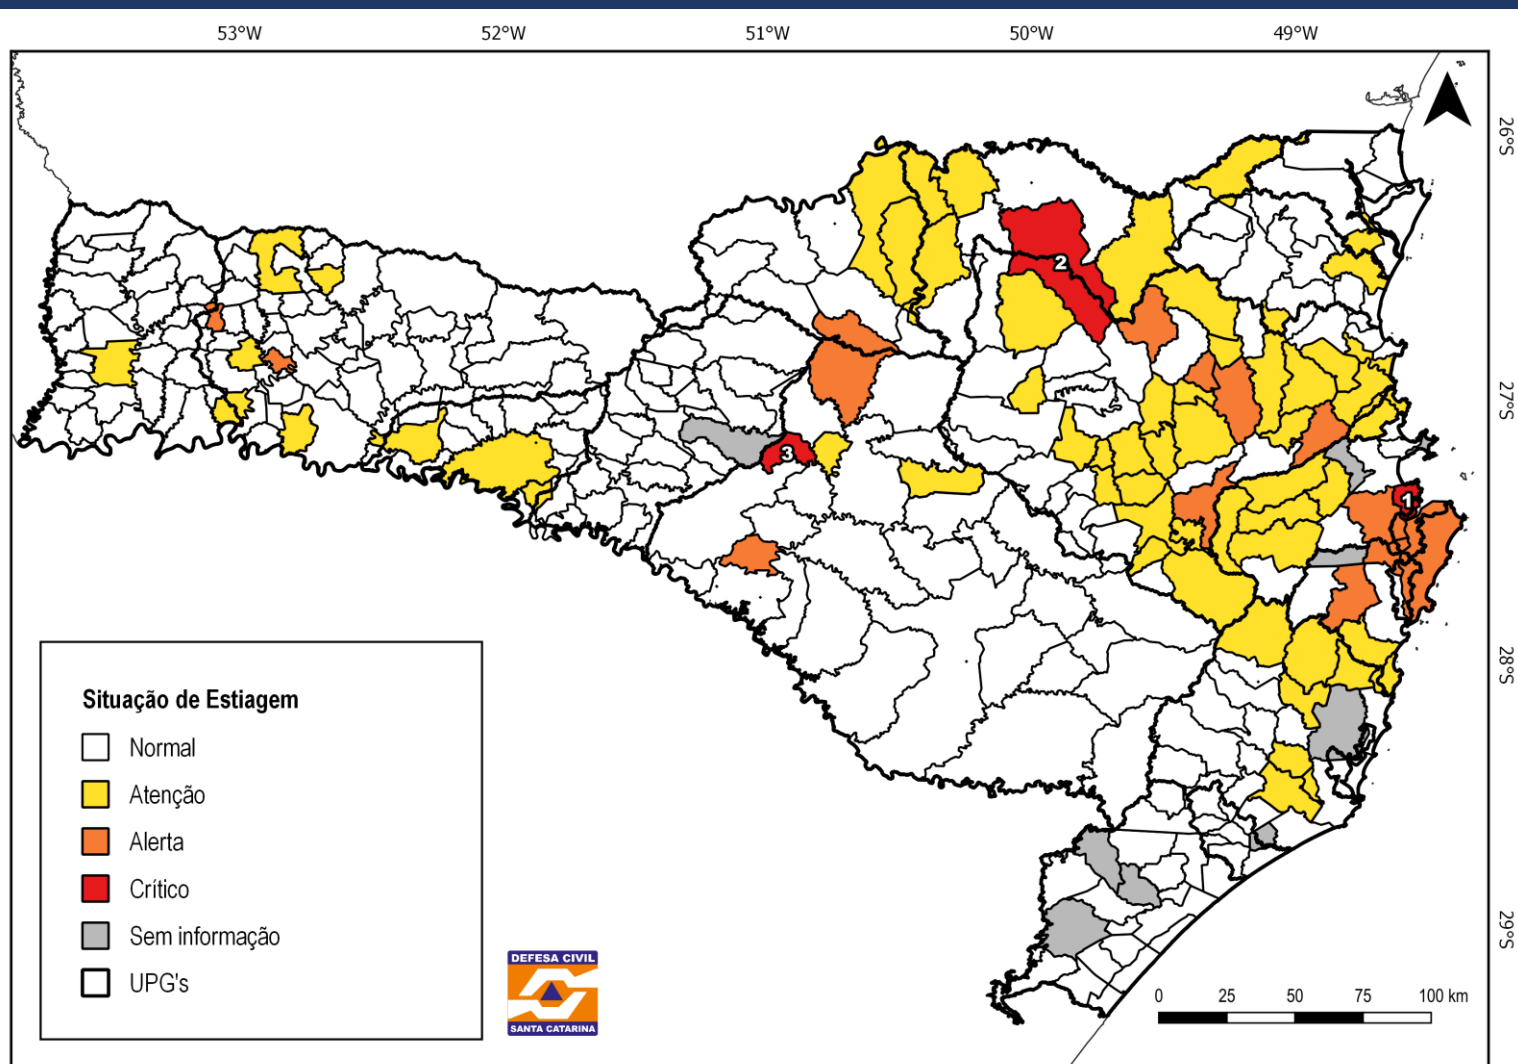 53°W 52°W 51°W 50°W 49°W
26°S
27°S
28°S
29°S
2
3
1
Situação de Estiagem
Normal
Atenção
Alerta
Crítico
Sem informação
UPG's
DEFESA CIVIL
SANTA CATARINA
0 25 50 75 100 km